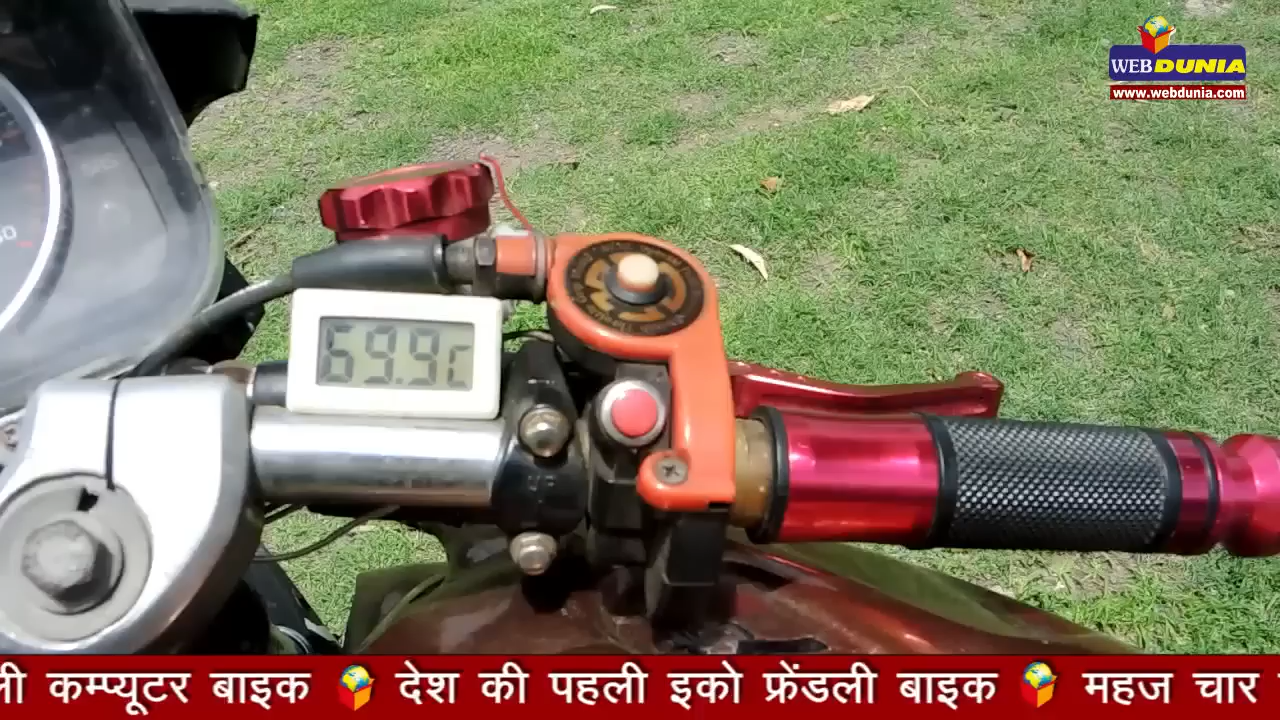 WEBDUNIA
www.webdunia.com
69.9c
ली कम्प्यूटर बाइक देश की पहली इको फ्रेंडली बाइक महज चार